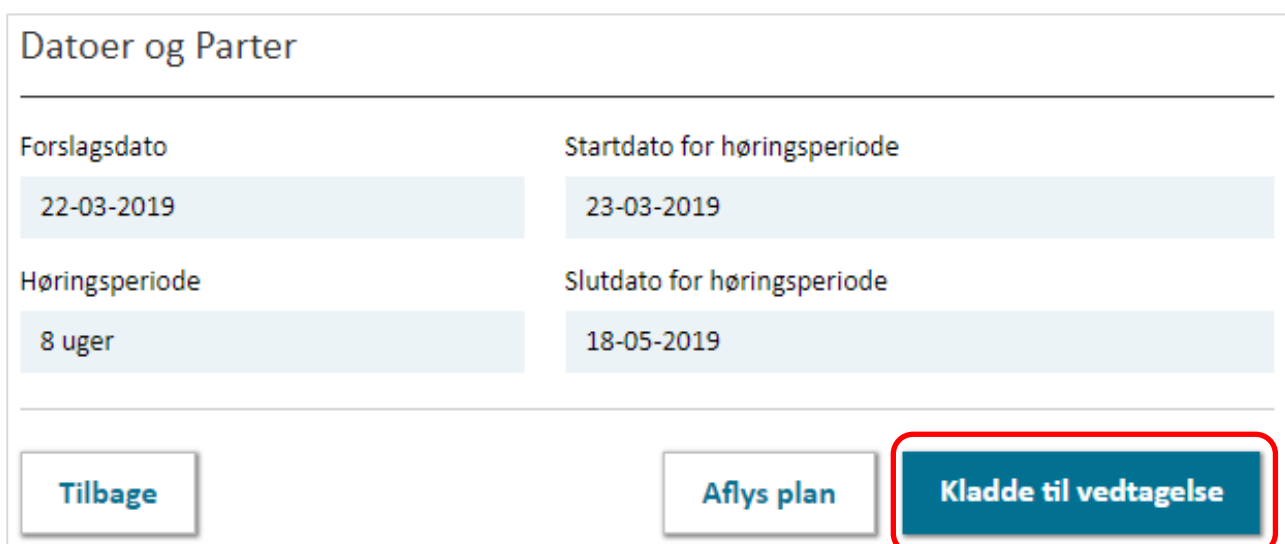 Datoer og Parter
Forslagsdato
Startdato for høringsperiode
22-03-2019
23-03-2019
Høringsperiode
Slutdato for høringsperiode
8 uger
18-05-2019
Tilbage
Aflys plan
Kladde til vedtagelse